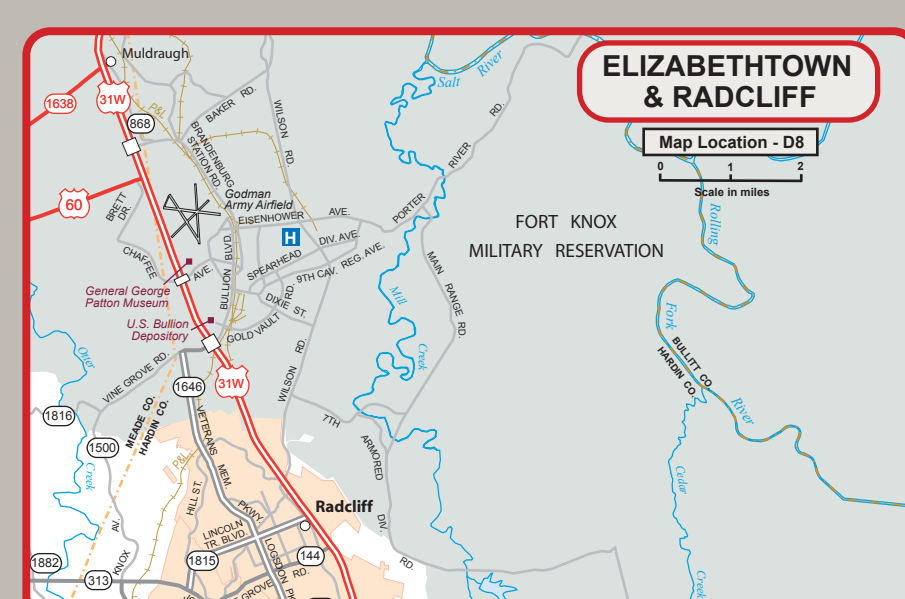 ELIZABETHTOWN
& RADCLIFF
Map Location - D8
0 1 2
Scale in miles
Muldraugh
1638
31W
868
P&L
BAKER RD.
WILSON RD.
BRANDENBURG
STATION RD.
Salt River
60
BRETT
DR.
Godman
Army Airfield
EISENHOWER AVE.
H
DIV. AVE.
SPEARHEAD
9TH CAV. REG. AVE.
PORTER RIVER RD.
FORT KNOX
MILITARY RESERVATION
Rolling
Fork
River
CHAFFEE AVE.
BULLION BLVD.
General George
Patton Museum
DIXIE ST.
RD.
U.S. Bullion
Depository
GOLD VAULT
MAIN RANGE RD.
Mill
Creek
BULLITT CO.
HARDIN CO.
Otter
Creek
VINE GROVE RD.
1646
31W
WILSON RD.
1816
MEADE CO.
HARDIN CO.
1500
VETERANS MEM. PKWY.
7TH ARMORED DIV. RD.
P&L
HILL ST.
Cedar
Creek
Radcliff
LINCOLN
TR. BLVD.
KNOX AV.
1882
1815
144
LOGSDON PK
GROVE RD.
313